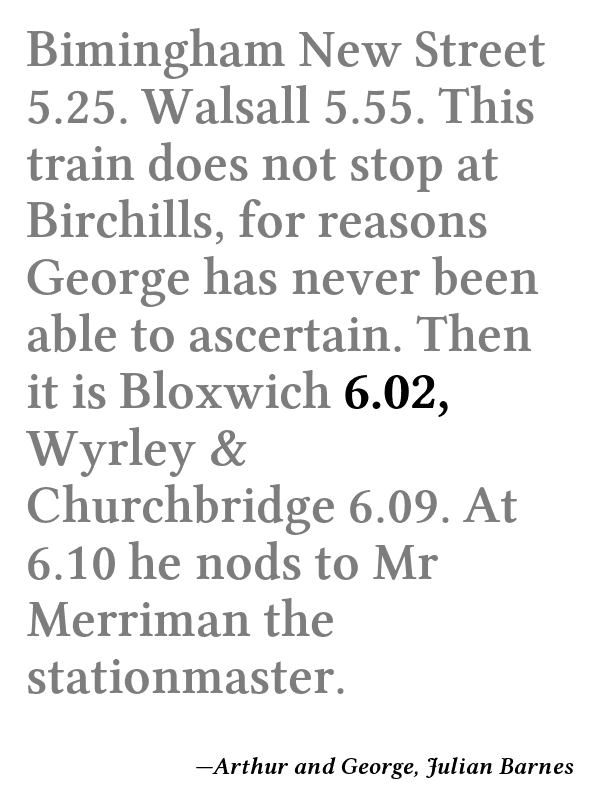 Bimingham New Street
5.25. Walsall 5.55. This
train does not stop at
Birchills, for reasons
George has never been
able to ascertain. Then
it is Bloxwich 6.02,
Wyrley &
Churchbridge 6.09. At
6.10 he nods to Mr
Merriman the
stationmaster.
—Arthur and George, Julian Barnes